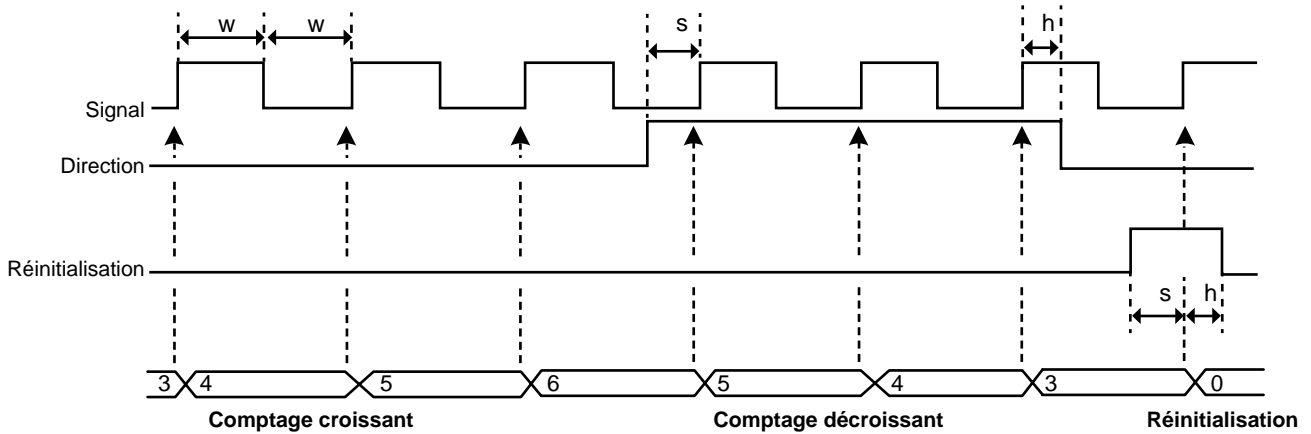 w w s h
Signal
Direction
Réinitialisation
s h
3 4 5 6 5 4 3 0
Comptage croissant Comptage décroissant Réinitialisation